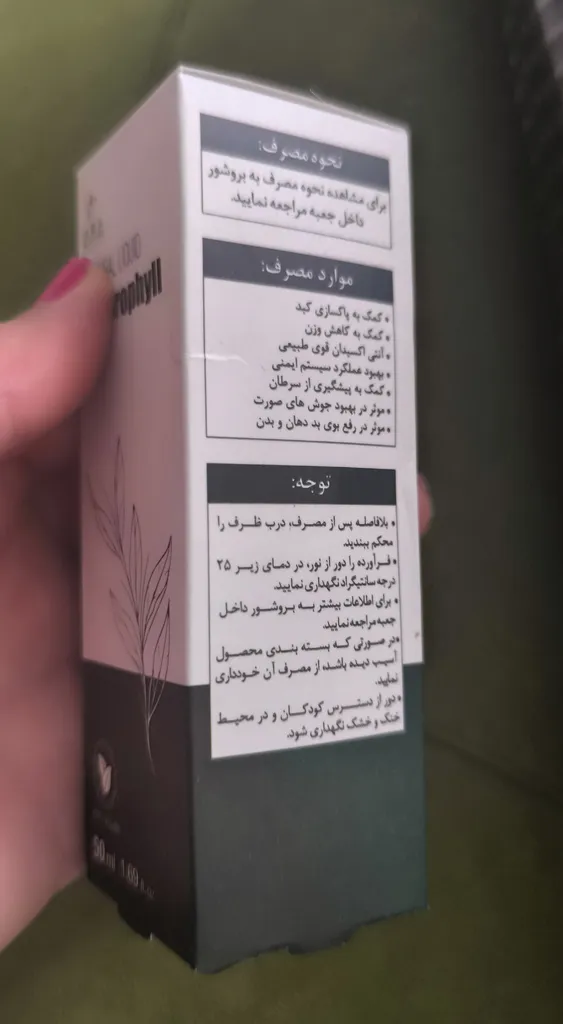 نحوه مصرف:
برای مشاهده نحوه مصرف به بروشور
داخل جعبه مراجعه نمایید.
موارد مصرف:
• کمک به پاکسازی کبد
• کمک به کاهش وزن
• آنتی اکسیدان قوی طبیعی
• بهبود عملکرد سیستم ایمنی
• کمک به پیشگیری از سرطان
• موثر در بهبود جوش های صورت
• موثر در رفع بوی بد دهان و بدن
توجه:
• بلافاصله پس از مصرف، درب ظرف را
محکم ببندید.
• فرآورده را دور از نور، در دمای زیر ۲۵
درجه سانتیگراد نگهداری نمایید.
• برای اطلاعات بیشتر به بروشور داخل
جعبه مراجعه نمایید.
• در صورتی که بسته بندی محصول
آسیب دیده باشد، از مصرف آن خودداری
نمایید.
• دور از دسترس کودکان و در محیط
خنک و خشک نگهداری شود.
rophyll
50 ml 1.69